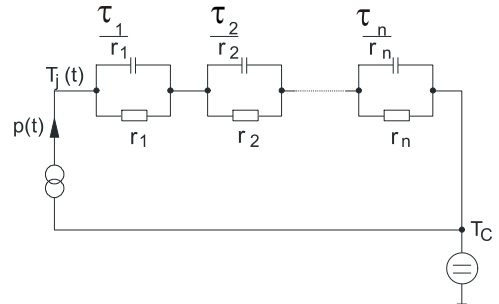 τ1 τ2 τn
r1 r2 rn
Tj(t)
r1 r2 rn
p(t)
TC